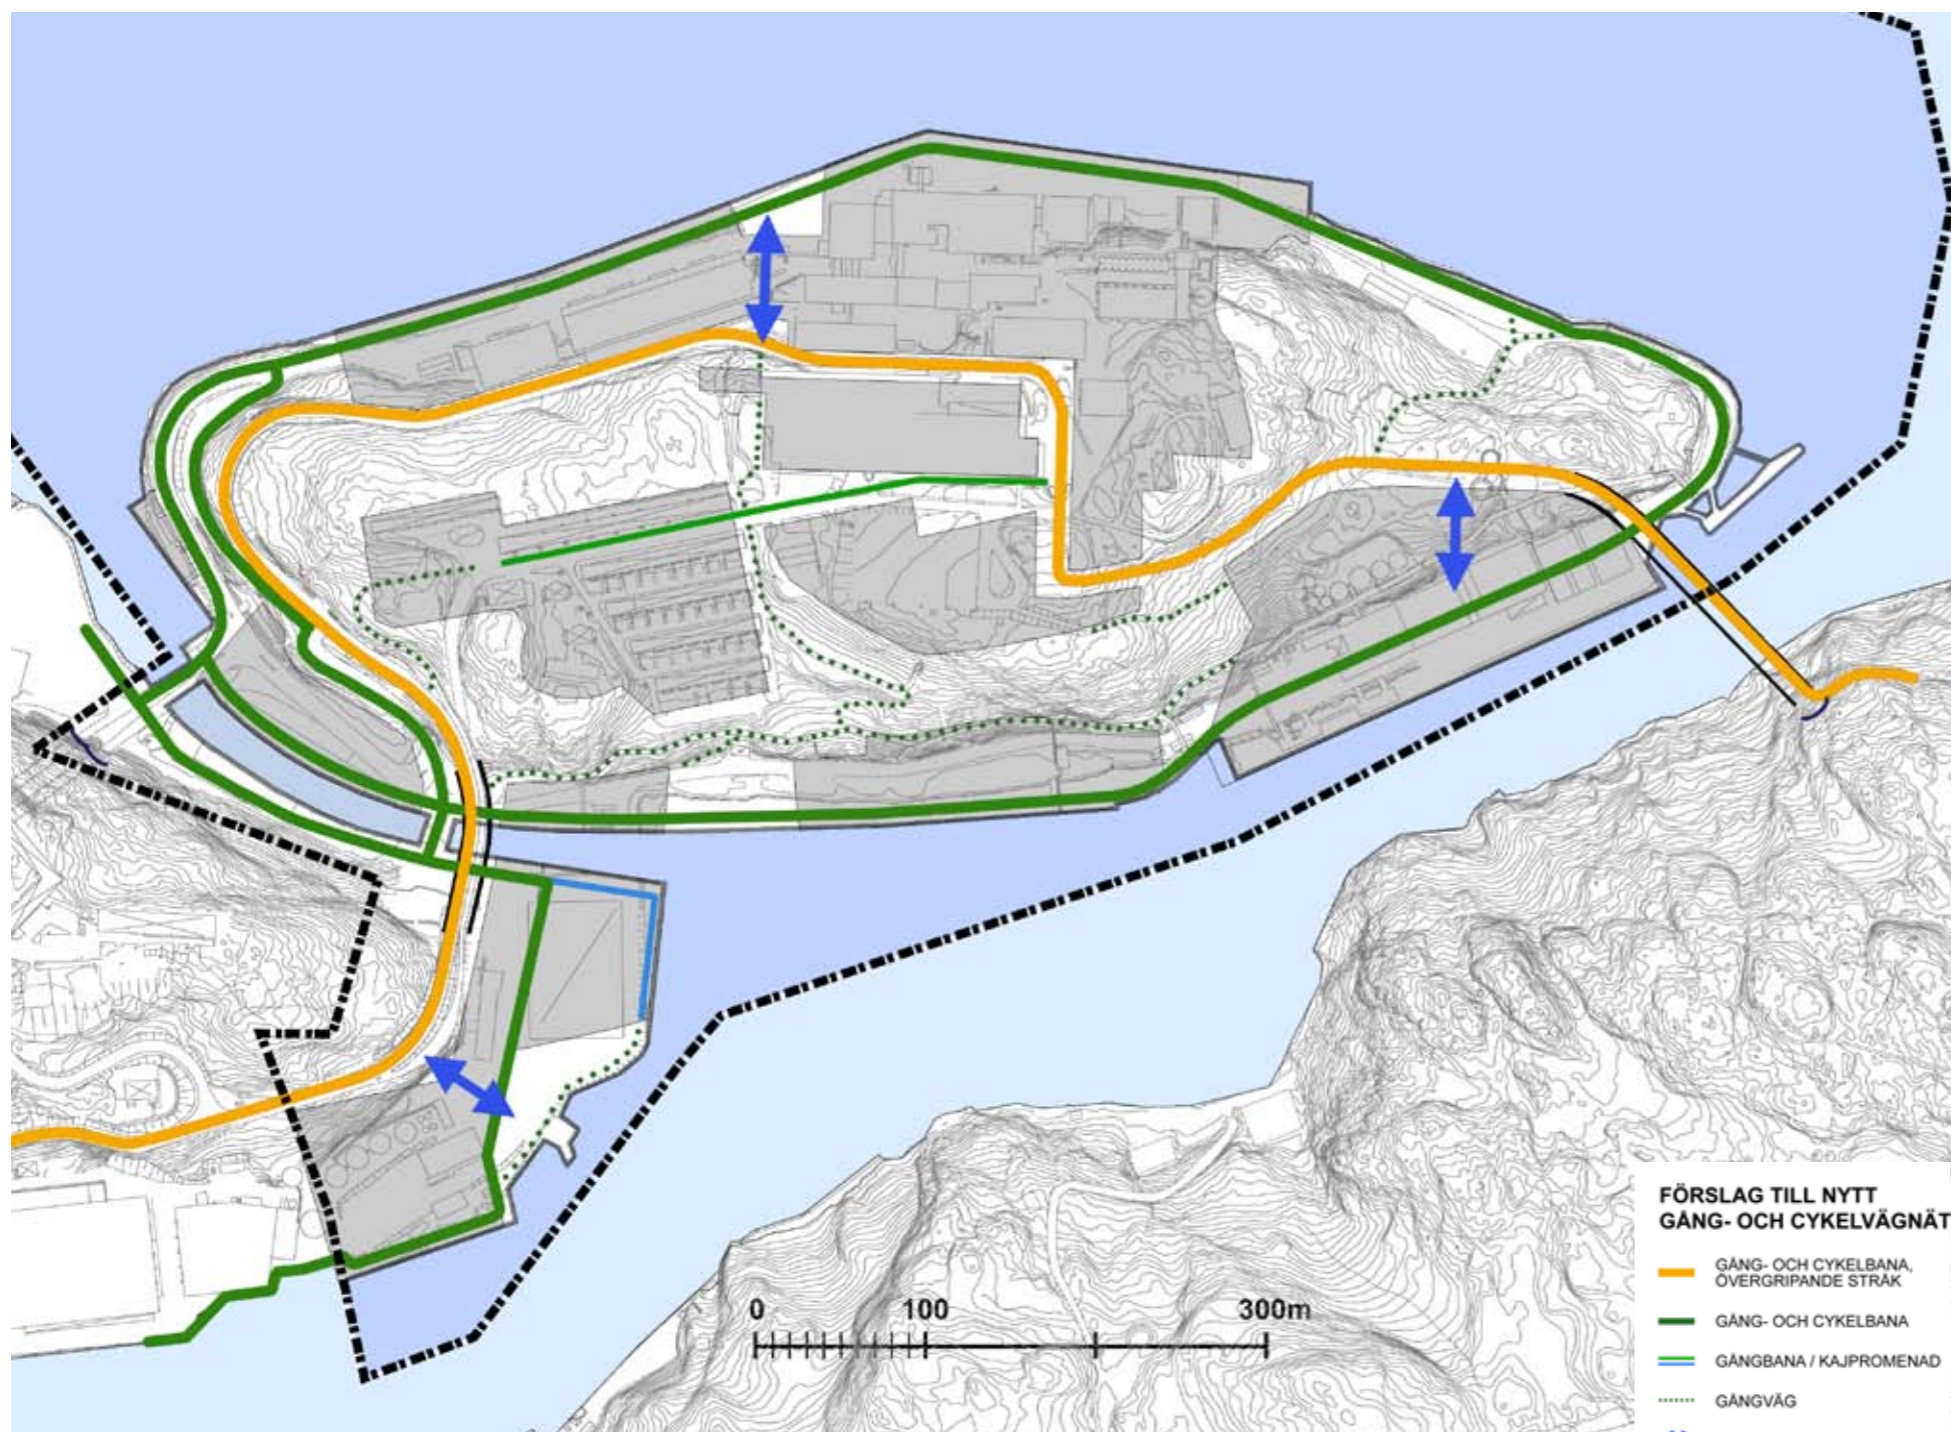 0 100 300m
FÖRSLAG TILL NYTT
GÅNG- OCH CYKELVÄGNÄT
GÅNG- OCH CYKELBANA,
ÖVERGRIPANDE STRÅK
GÅNG- OCH CYKELBANA
GÅNGBANA / KAJPROMENAD
GÅNGVÄG